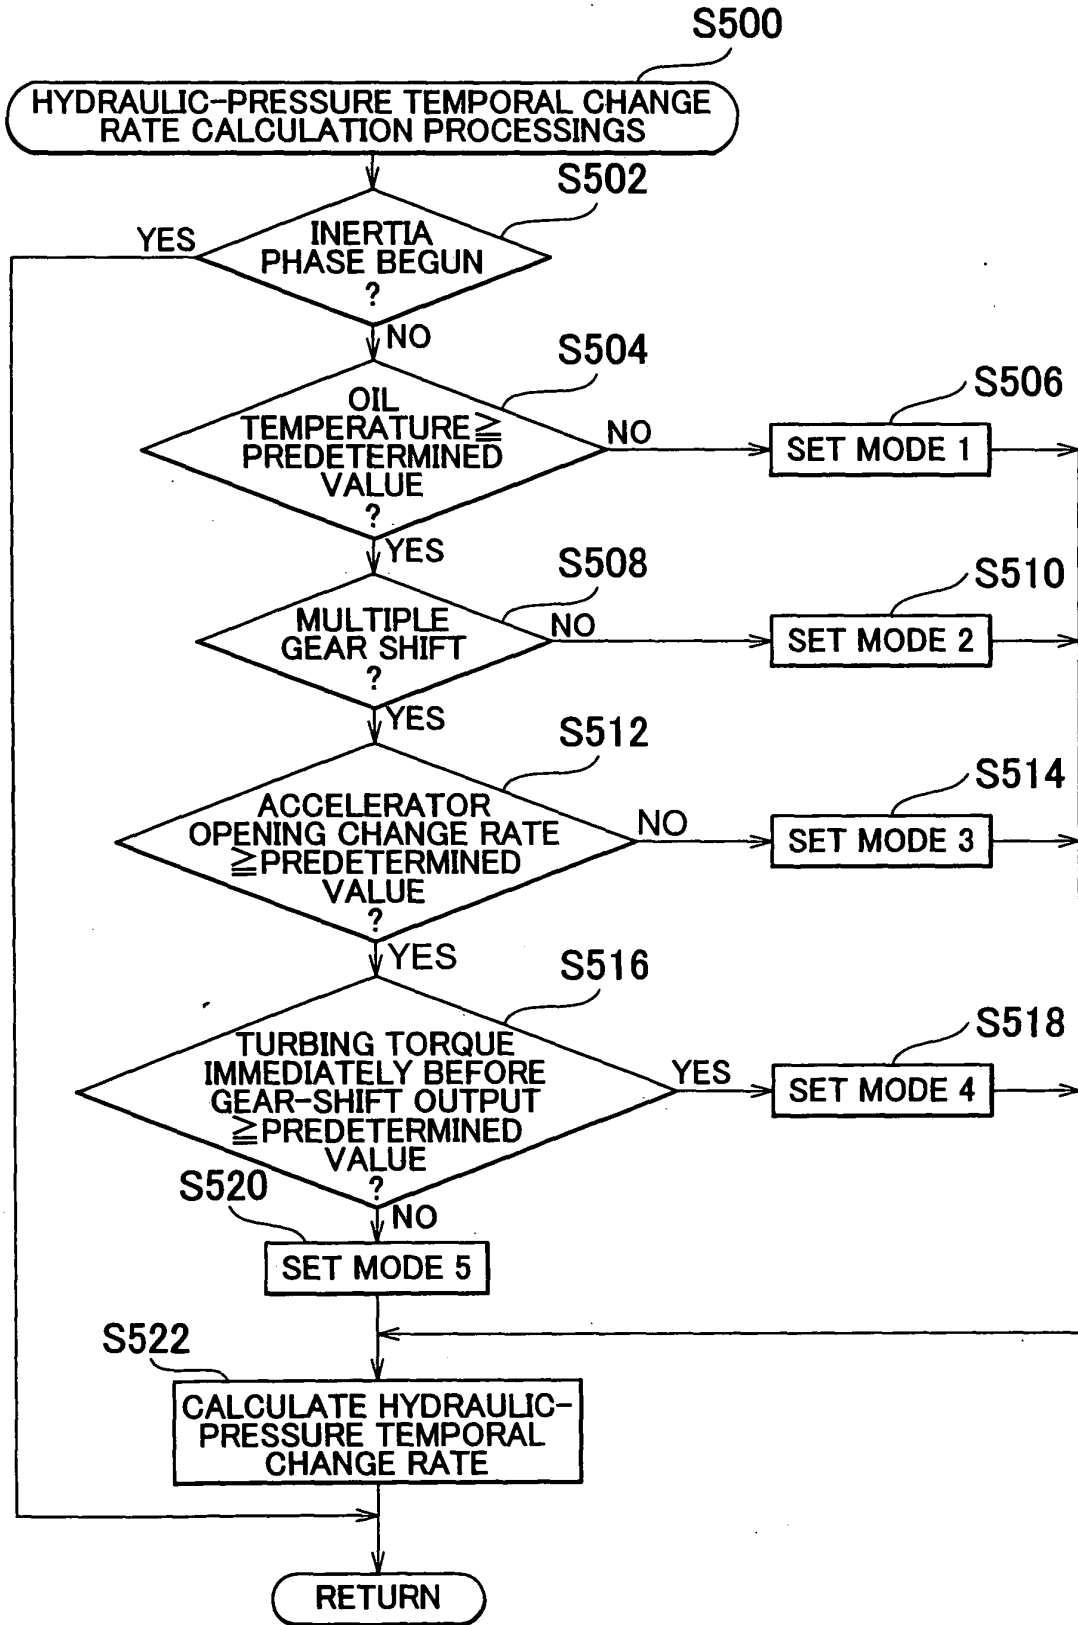 S500
HYDRAULIC-PRESSURE TEMPORAL CHANGE
RATE CALCULATION PROCESSINGS
S502
INERTIA
PHASE BEGUN
?
YES
NO
S504
OIL
TEMPERATURE≧
PREDETERMINED
VALUE
?
NO
S506
SET MODE 1
YES
S508
MULTIPLE
GEAR SHIFT
?
NO
S510
SET MODE 2
YES
S512
ACCELERATOR
OPENING CHANGE RATE
≧PREDETERMINED
VALUE
?
NO
S514
SET MODE 3
YES
S516
TURBING TORQUE
IMMEDIATELY BEFORE
GEAR-SHIFT OUTPUT
≧PREDETERMINED
VALUE
?
YES
S518
SET MODE 4
NO
S520
SET MODE 5
S522
CALCULATE HYDRAULIC-
PRESSURE TEMPORAL
CHANGE RATE
RETURN